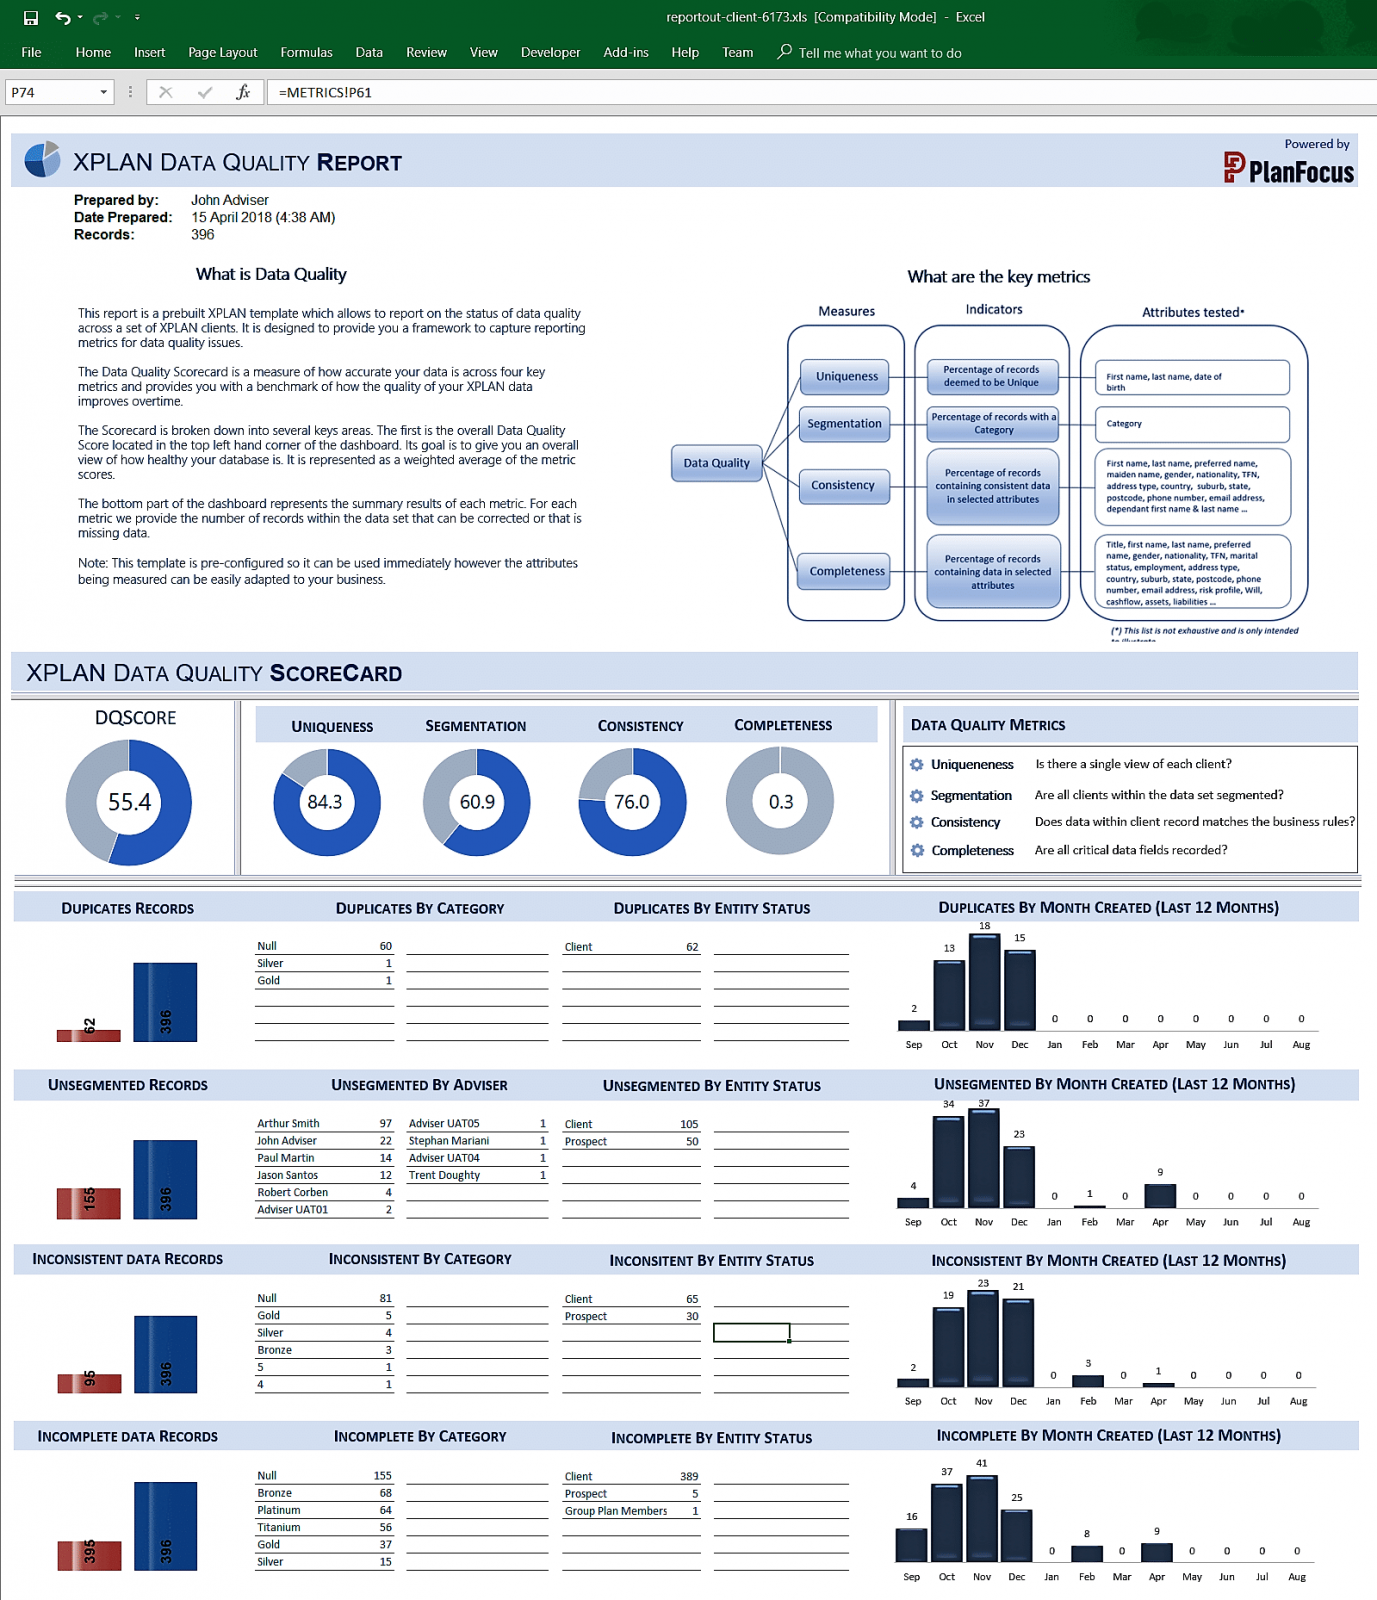 reportout-client-6173.xls [Compatibility Mode] - Excel
File Home Insert Page Layout Formulas Data Review View Developer Add-ins Help Team Tell me what you want to do
P74 fx =METRICS!P61
XPLAN DATA QUALITY REPORT
Powered by
PlanFocus
Prepared by: John Adviser
Date Prepared: 15 April 2018 (4:38 AM)
Records: 396
What is Data Quality
This report is a prebuilt XPLAN template which allows to report on the status of data quality
across a set of XPLAN clients. It is designed to provide you a framework to capture reporting
metrics for data quality issues.
The Data Quality Scorecard is a measure of how accurate your data is across four key
metrics and provides you with a benchmark of how the quality of your XPLAN data
improves overtime.
The Scorecard is broken down into several keys areas. The first is the overall Data Quality
Score located in the top left hand corner of the dashboard. Its goal is to give you an overall
view of how healthy your database is. It is represented as a weighted average of the metric
scores.
The bottom part of the dashboard represents the summary results of each metric. For each
metric we provide the number of records within the data set that can be corrected or that is
missing data.
Note: This template is pre-configured so it can be used immediately however the attributes
being measured can be easily adapted to your business.
What are the key metrics
Measures Indicators Attributes tested*
Data Quality
Uniqueness
Percentage of records
deemed to be Unique
First name, last name, date of
birth
Segmentation
Percentage of records with a
Category
Category
Consistency
Percentage of records
containing consistent data
in selected attributes
First name, last name, preferred name,
maiden name, gender, nationality, TFN,
address type, country, suburb, state,
postcode, phone number, email address,
dependant first name & last name ...
Completeness
Percentage of records
containing data in selected
attributes
Title, first name, last name, preferred
name, gender, nationality, TFN, marital
status, employment, address type,
country, suburb, state, postcode, phone
number, email address, risk profile, Will,
cashflow, assets, liabilities ...
(*) This list is not exhaustive and is only intended
XPLAN DATA QUALITY SCORECARD
DQSCORE
55.4
UNIQUENESS SEGMENTATION CONSISTENCY COMPLETENESS
84.3 60.9 76.0 0.3
DATA QUALITY METRICS
Uniqueneness Is there a single view of each client?
Segmentation Are all clients within the data set segmented?
Consistency Does data within client record matches the business rules?
Completeness Are all critical data fields recorded?
DUPICATES RECORDS DUPLICATES BY CATEGORY DUPLICATES BY ENTITY STATUS DUPLICATES BY MONTH CREATED (LAST 12 MONTHS)
62 396
Null 60
Silver 1
Gold 1
Client 62
2 13 18 15 0 0 0 0 0 0 0 0
Sep Oct Nov Dec Jan Feb Mar Apr May Jun Jul Aug
UNSEGMENTED RECORDS UNSEGMENTED BY ADVISER UNSEGMENTED BY ENTITY STATUS UNSEGMENTED BY MONTH CREATED (LAST 12 MONTHS)
155 396
Arthur Smith 97 Adviser UAT05 1
John Adviser 22 Stephan Mariani 1
Paul Martin 14 Adviser UAT04 1
Jason Santos 12 Trent Doughty 1
Robert Corben 4
Adviser UAT01 2
Client 105
Prospect 50
4 34 37 23 0 1 0 9 0 0 0 0
Sep Oct Nov Dec Jan Feb Mar Apr May Jun Jul Aug
INCONSISTENT DATA RECORDS INCONSISTENT BY CATEGORY INCONSITENT BY ENTITY STATUS INCONSISTENT BY MONTH CREATED (LAST 12 MONTHS)
95 396
Null 81
Gold 5
Silver 4
Bronze 3
5 1
4 1
Client 65
Prospect 30
2 19 23 21 0 3 0 1 0 0 0 0
Sep Oct Nov Dec Jan Feb Mar Apr May Jun Jul Aug
INCOMPLETE DATA RECORDS INCOMPLETE BY CATEGORY INCOMPLETE BY ENTITY STATUS INCOMPLETE BY MONTH CREATED (LAST 12 MONTHS)
395 396
Null 155
Bronze 68
Platinum 64
Titanium 56
Gold 37
Silver 15
Client 389
Prospect 5
Group Plan Members 1
16 37 41 25 0 8 0 9 0 0 0 0
Sep Oct Nov Dec Jan Feb Mar Apr May Jun Jul Aug